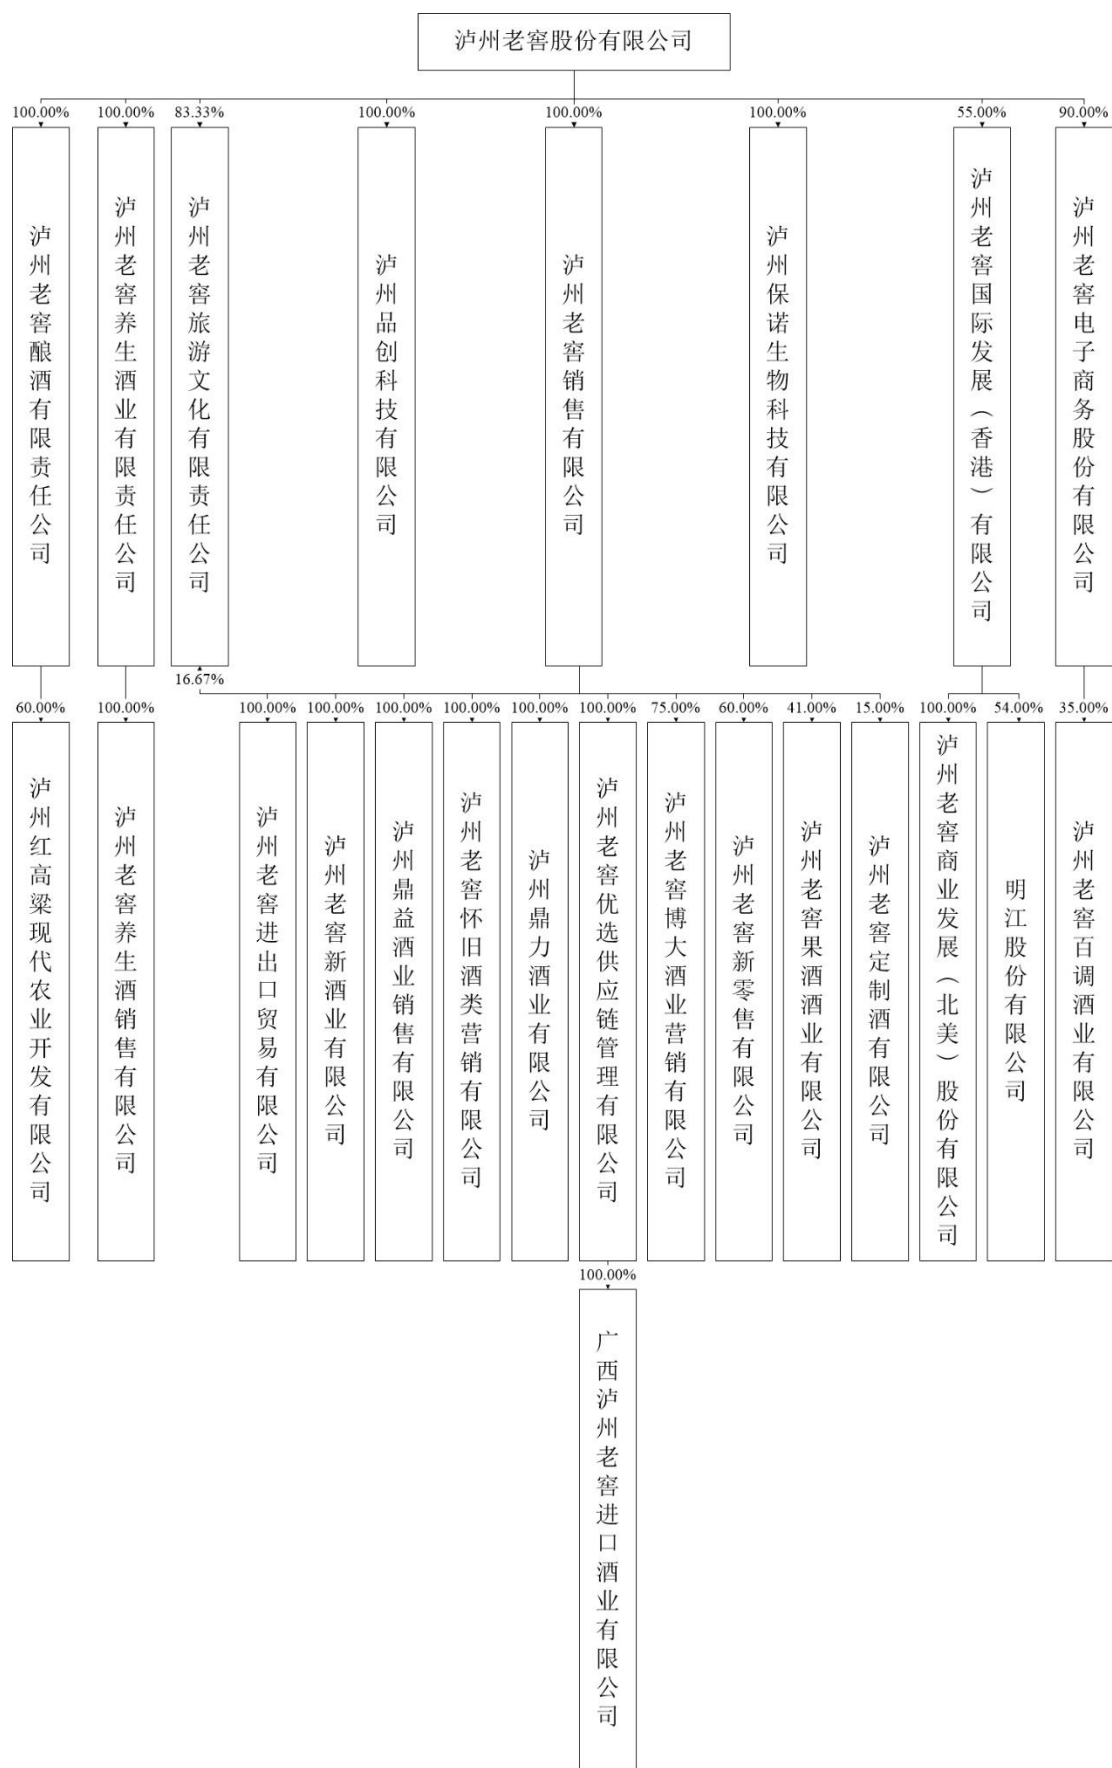 泸州老窖股份有限公司
100.00%
100.00%
83.33%
100.00%
100.00%
100.00%
55.00%
90.00%
泸州老窖酿酒有限责任公司
泸州老窖养生酒业有限责任公司
泸州老窖旅游文化有限责任公司
泸州品创科技有限公司
泸州老窖销售有限公司
泸州保诺生物科技有限公司
泸州老窖国际发展（香港）有限公司
泸州老窖电子商务股份有限公司
16.67%
60.00%
100.00%
100.00%
100.00%
100.00%
100.00%
100.00%
100.00%
75.00%
60.00%
41.00%
15.00%
100.00%
54.00%
35.00%
泸州红高粱现代农业开发有限公司
泸州老窖养生酒销售有限公司
泸州老窖进出口贸易有限公司
泸州老窖新酒业有限公司
泸州鼎益酒业销售有限公司
泸州老窖怀旧酒类营销有限公司
泸州鼎力酒业有限公司
泸州老窖优选供应链管理有限公司
泸州老窖博大酒业营销有限公司
泸州老窖新零售有限公司
泸州老窖果酒酒业有限公司
泸州老窖定制酒有限公司
泸州老窖商业发展（北美）股份有限公司
明江股份有限公司
泸州老窖百调酒业有限公司
100.00%
广西泸州老窖进口酒业有限公司